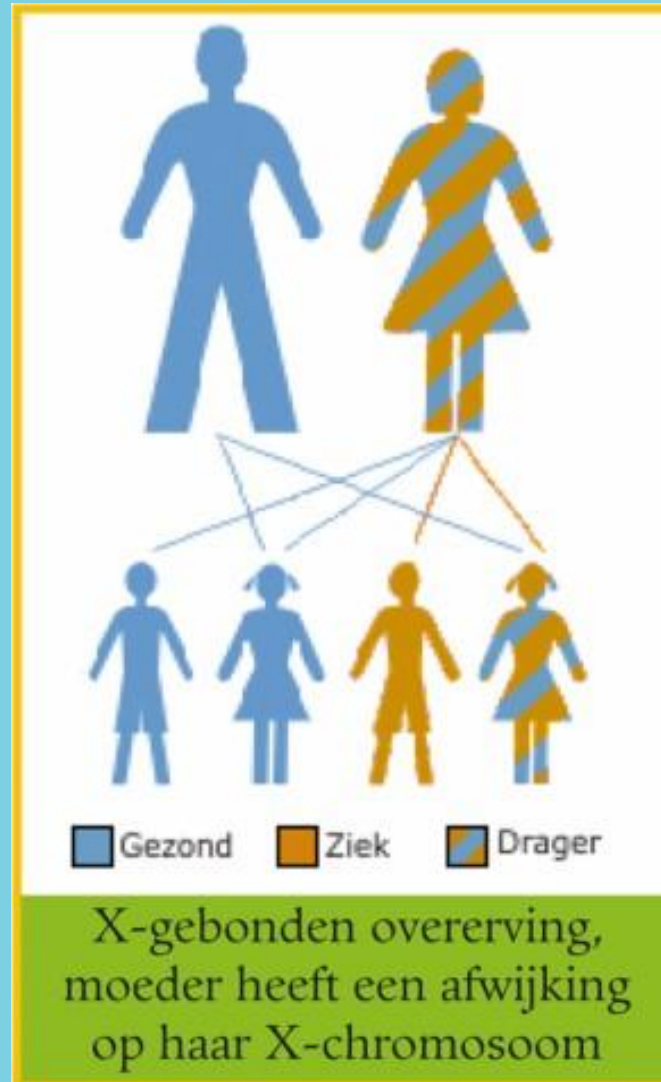 Gezond Ziek Drager
X-gebonden overerving,
moeder heeft een afwijking
op haar X-chromosoom